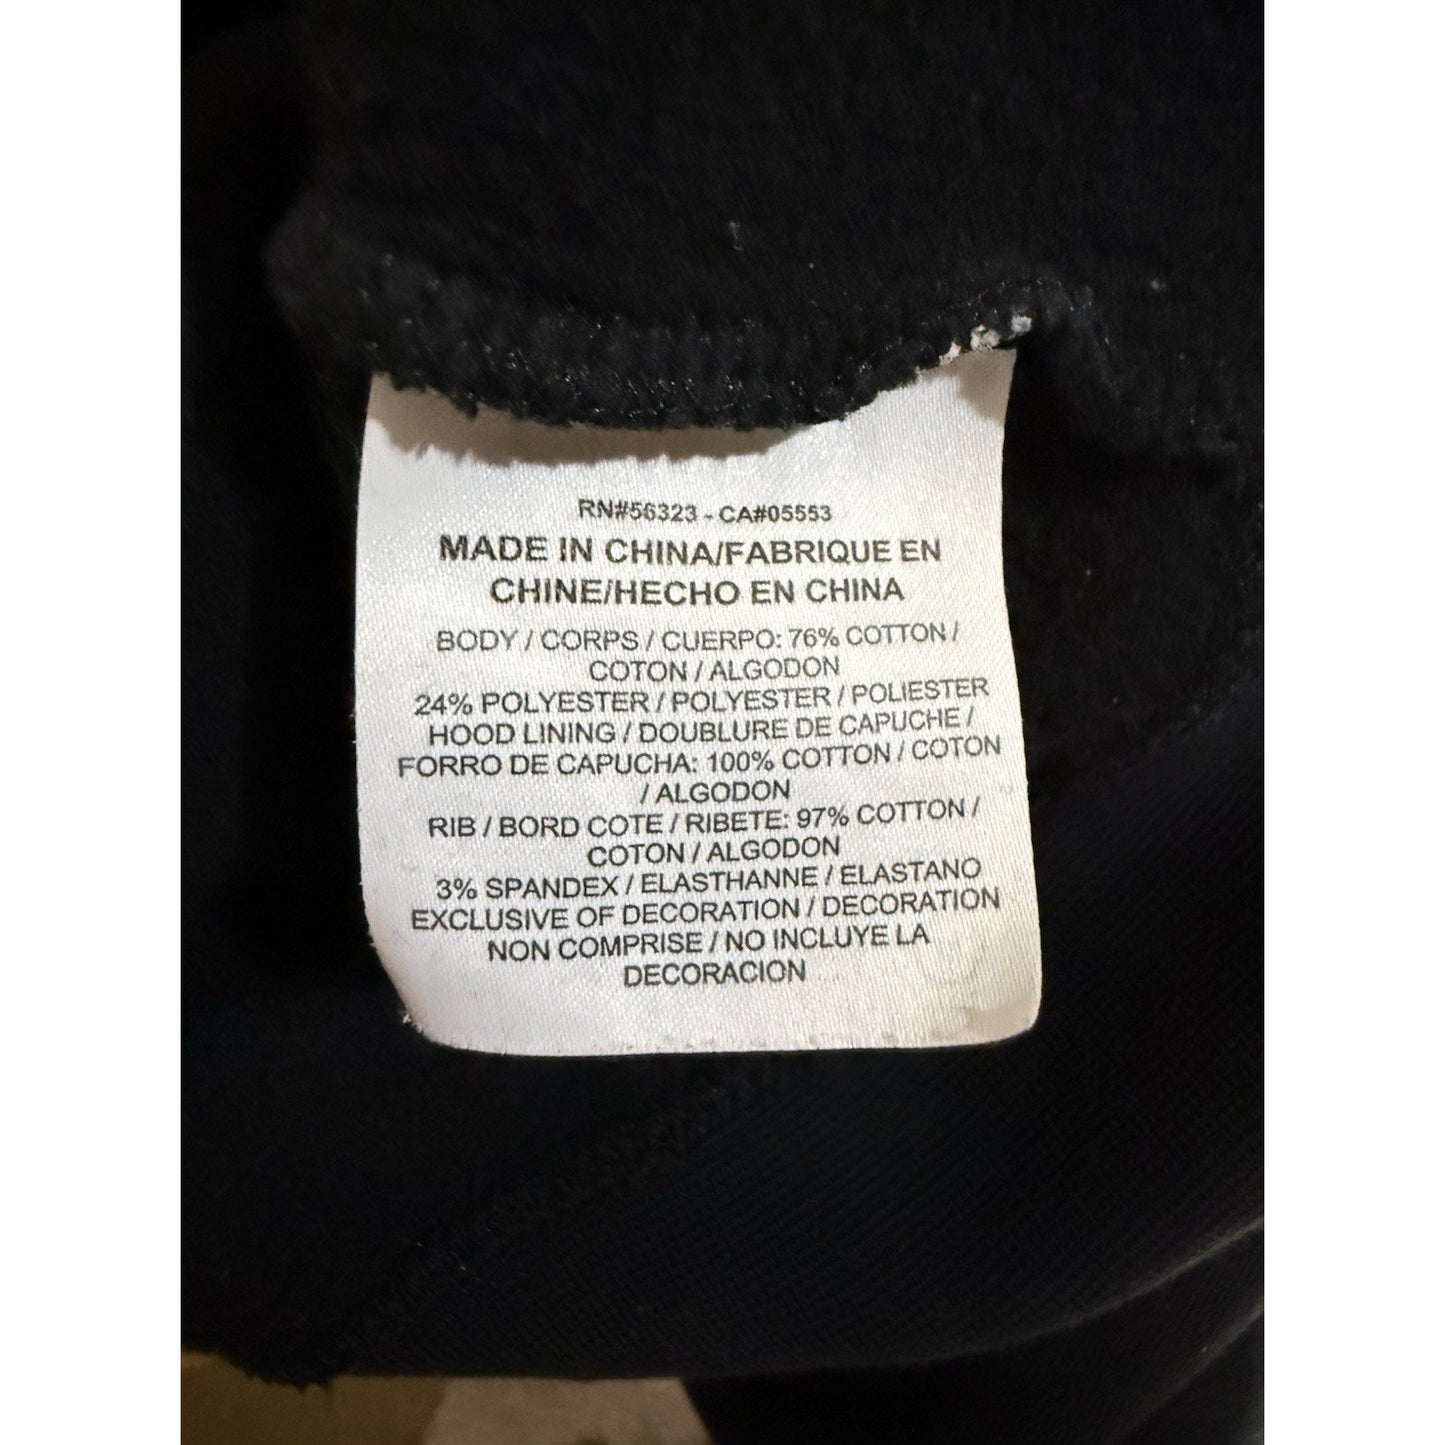 RN#56323 - CA#05553
MADE IN CHINA/FABRIQUE EN
CHINE/HECHO EN CHINA
BODY / CORPS / CUERPO: 76% COTTON /
COTON / ALGODON
24% POLYESTER / POLYESTER / POLIESTER
HOOD LINING / DOUBLURE DE CAPUCHE /
FORRO DE CAPUCHA: 100% COTTON / COTON
/ ALGODON
RIB / BORD COTE / RIBETE: 97% COTTON /
COTON / ALGODON
3% SPANDEX / ELASTHANNE / ELASTANO
EXCLUSIVE OF DECORATION / DECORATION
NON COMPRISE / NO INCLUYE LA
DECORACION